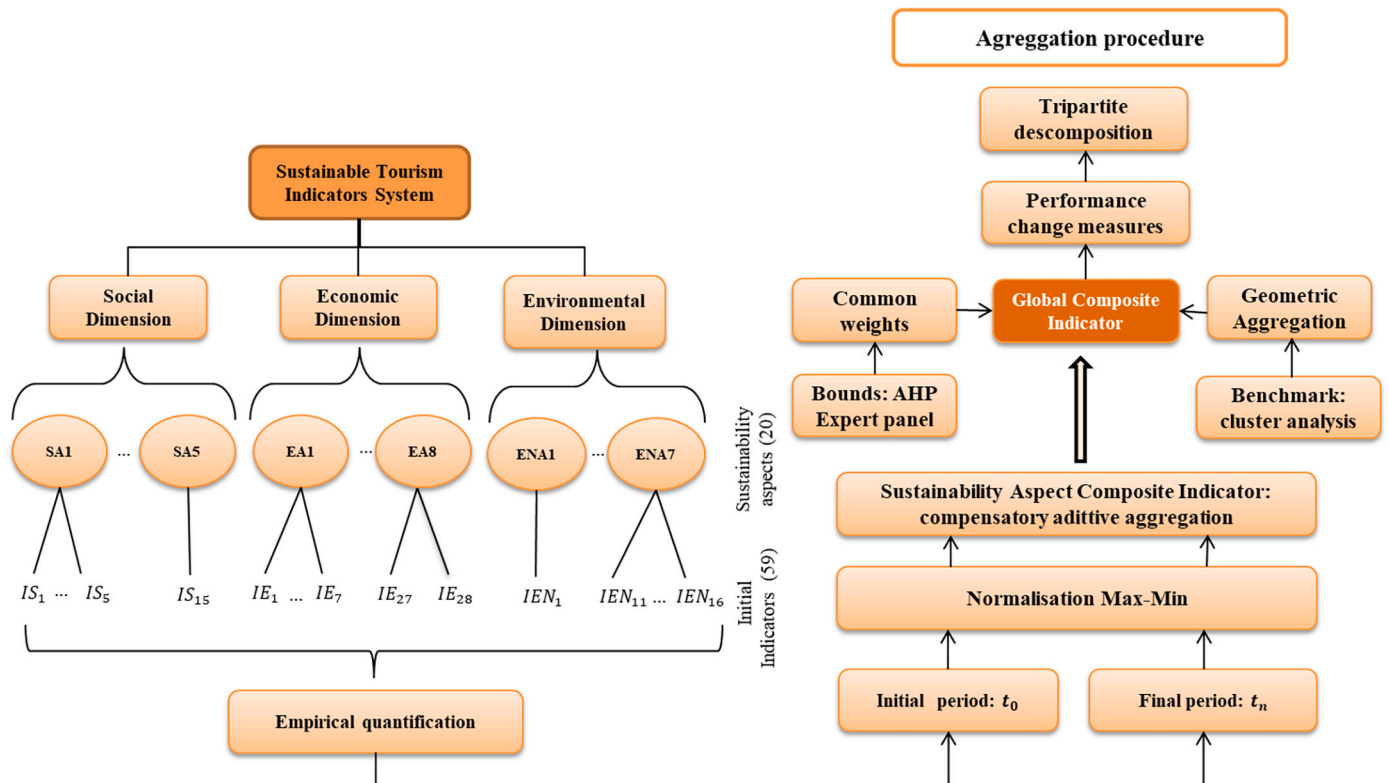 Sustainable Tourism
Indicators System
Social
Dimension
Economic
Dimension
Environmental
Dimension
SA1
...
SA5
EA1
...
EA8
ENA1
...
ENA7
Sustainability
aspects (20)
IS₁ ... IS₅
IS₁₅
IE₁ ... IE₇
IE₂₇
IE₂₈
IEN₁
IEN₁₁ ... IEN₁₆
Initial
Indicators (59)
Empirical quantification
Agreggation procedure
Tripartite
descomposition
Performance
change measures
Common
weights
Global Composite
Indicator
Geometric
Aggregation
Bounds: AHP
Expert panel
Benchmark:
cluster analysis
Sustainability Aspect Composite Indicator:
compensatory adittive aggregation
Normalisation Max-Min
Initial period: t₀
Final period: tₙ